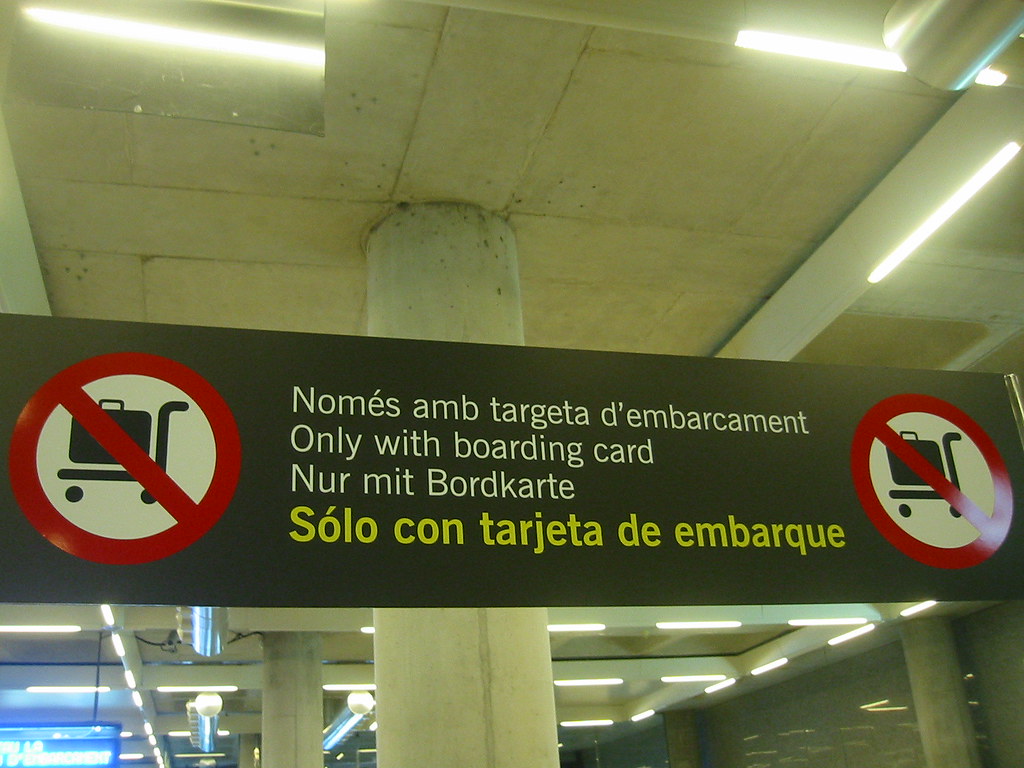 Només amb targeta d'embarcament
Only with boarding card
Nur mit Bordkarte
Sólo con tarjeta de embarque